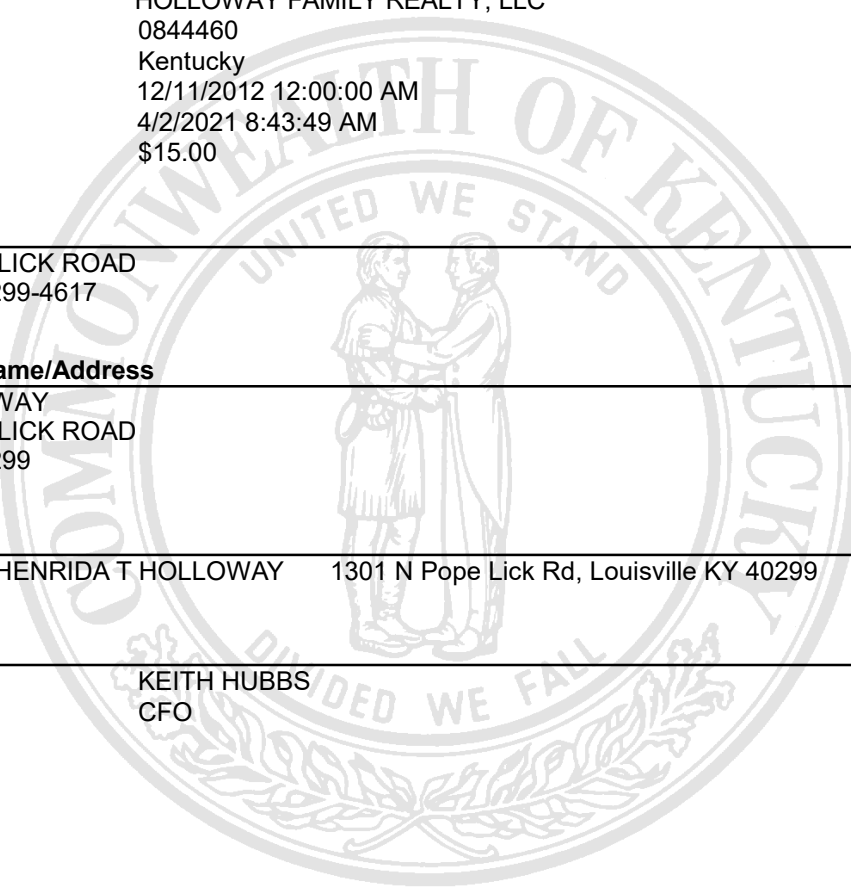 HOLLOWAY FAMILY REALTY, LLC
0844460
Kentucky
12/11/2012 12:00:00 AM
4/2/2021 8:43:49 AM
$15.00
LICK ROAD
299-4617
ame/Address
WAY
LICK ROAD
299
HENRIDA T HOLLOWAY 1301 N Pope Lick Rd, Louisville KY 40299
KEITH HUBBS
CFO
COMMONWEALTH OF KENTUCKY
UNITED WE STAND
DIVIDED WE FALL